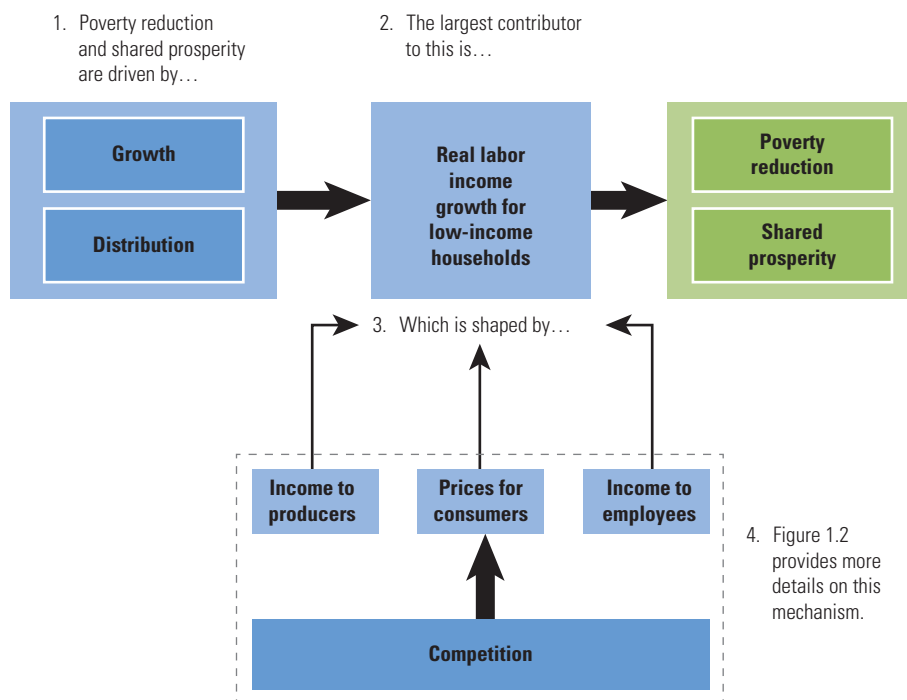 1. Poverty reduction
and shared prosperity
are driven by…
2. The largest contributor
to this is…
Growth
Distribution
Real labor
income
growth for
low-income
households
Poverty
reduction
Shared
prosperity
3. Which is shaped by…
Income to
producers
Prices for
consumers
Income to
employees
4. Figure 1.2
provides more
details on this
mechanism.
Competition